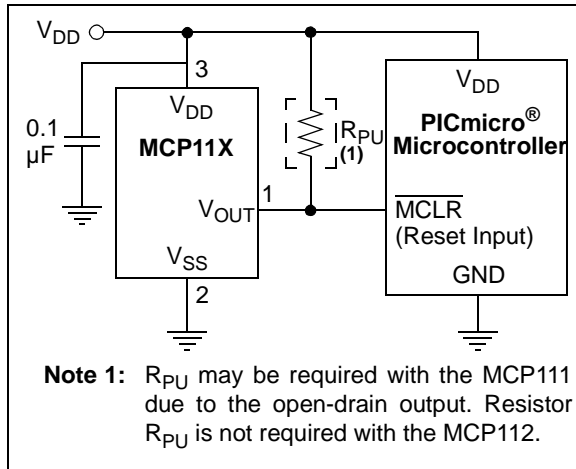 VDD
3
VDD
0.1
µF
MCP11X
RPU
(1)
VDD
PICmicro®
Microcontroller
1
VOUT
MCLR
(Reset Input)
VSS
2
GND
Note 1: RPU may be required with the MCP111
due to the open-drain output. Resistor
RPU is not required with the MCP112.